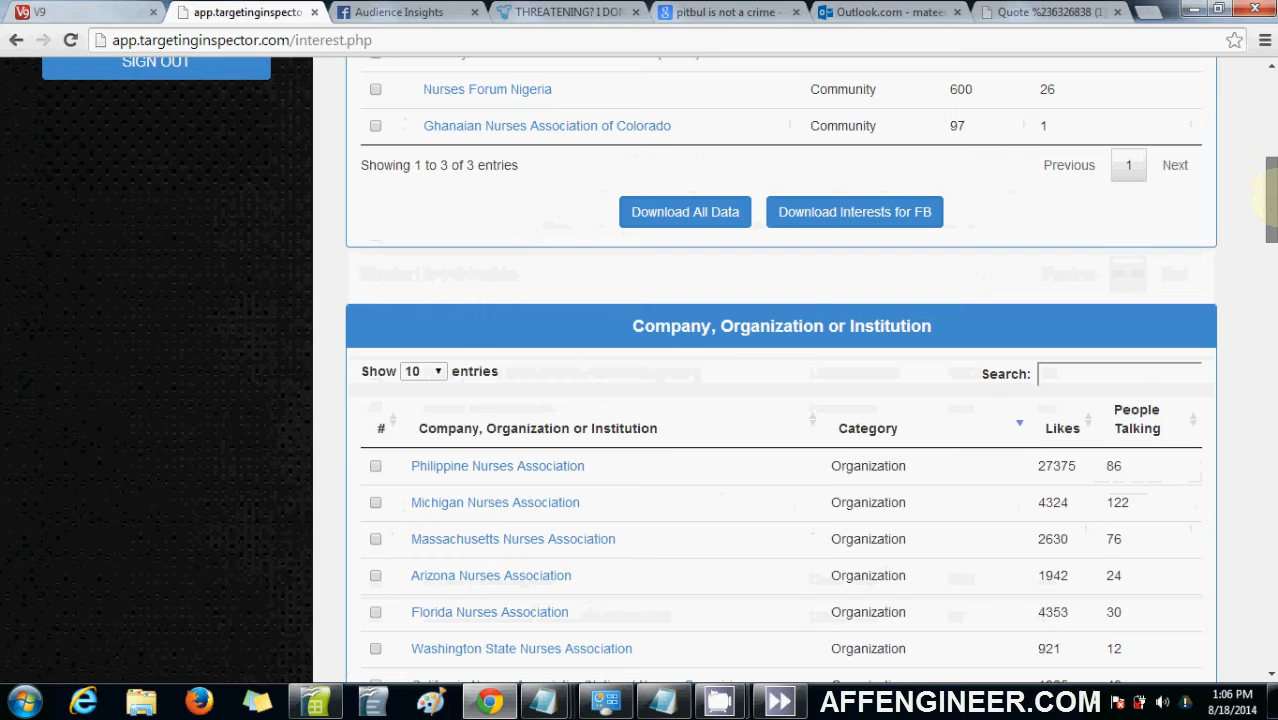 V9
app.targetinginspecto
Audience Insights
THREATENING? I DON
pitbul is not a crime -
Outlook.com - mateen
Quote %236326838 (1)
app.targetinginspector.com/interest.php
SIGN OUT
Nurses Forum Nigeria Community 600 26
Ghanaian Nurses Association of Colorado Community 97 1
Showing 1 to 3 of 3 entries Previous 1 Next
Download All Data Download Interests for FB
Company, Organization or Institution
Show 10 entries Search:
# Company, Organization or Institution Category Likes People Talking
Philippine Nurses Association Organization 27375 86
Michigan Nurses Association Organization 4324 122
Massachusetts Nurses Association Organization 2630 76
Arizona Nurses Association Organization 1942 24
Florida Nurses Association Organization 4353 30
Washington State Nurses Association Organization 921 12
AFFENGINEER.COM
1:06 PM
8/18/2014